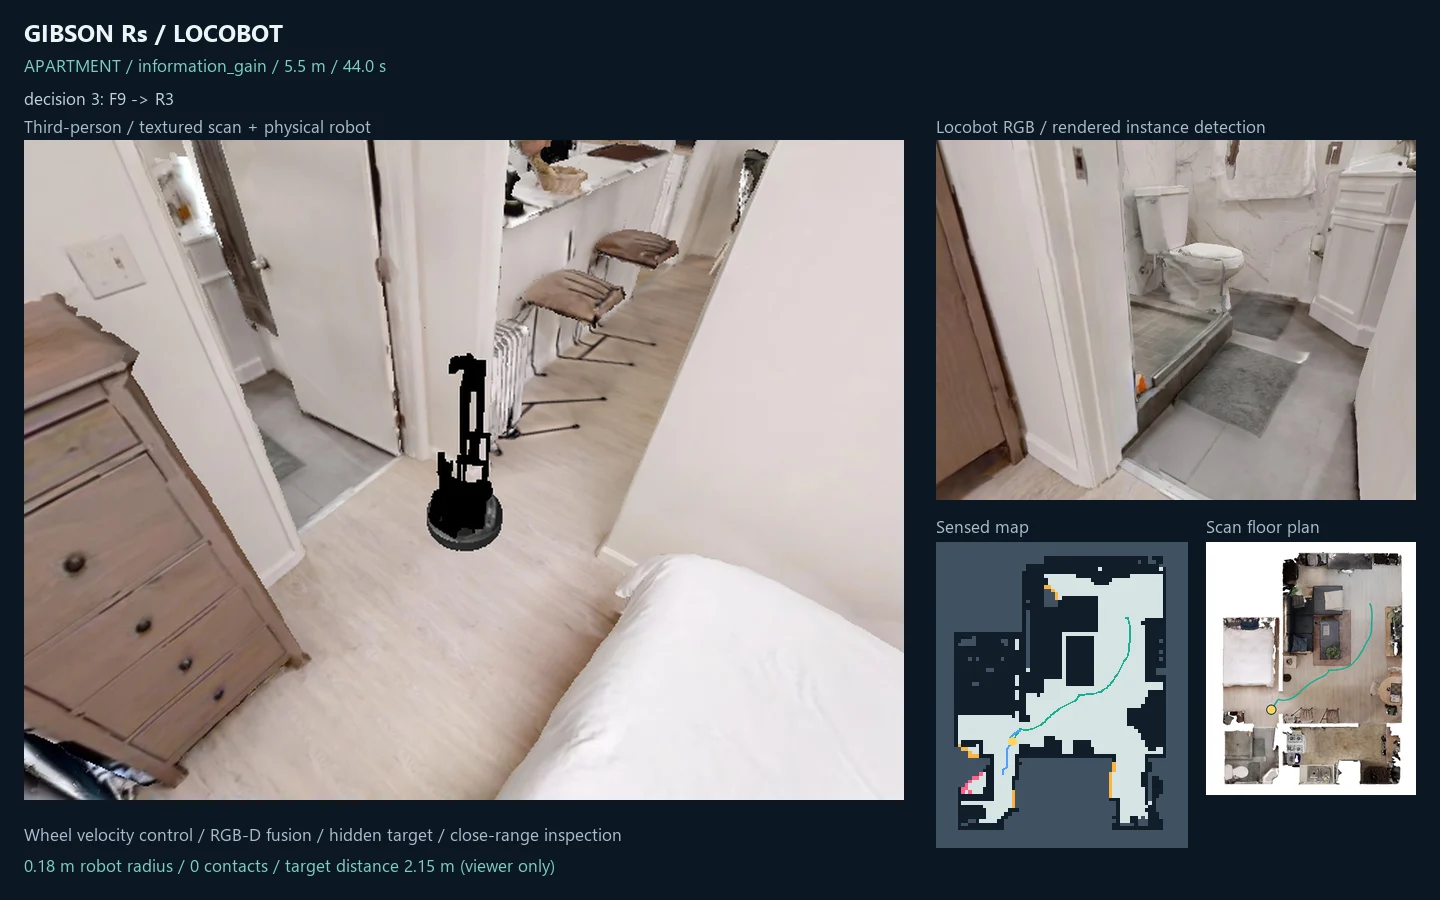 GIBSON Rs / LOCOBOT
APARTMENT / information_gain / 5.5 m / 44.0 s
decision 3: F9 -> R3
Third-person / textured scan + physical robot
Locobot RGB / rendered instance detection
Sensed map
Scan floor plan
Wheel velocity control / RGB-D fusion / hidden target / close-range inspection
0.18 m robot radius / 0 contacts / target distance 2.15 m (viewer only)